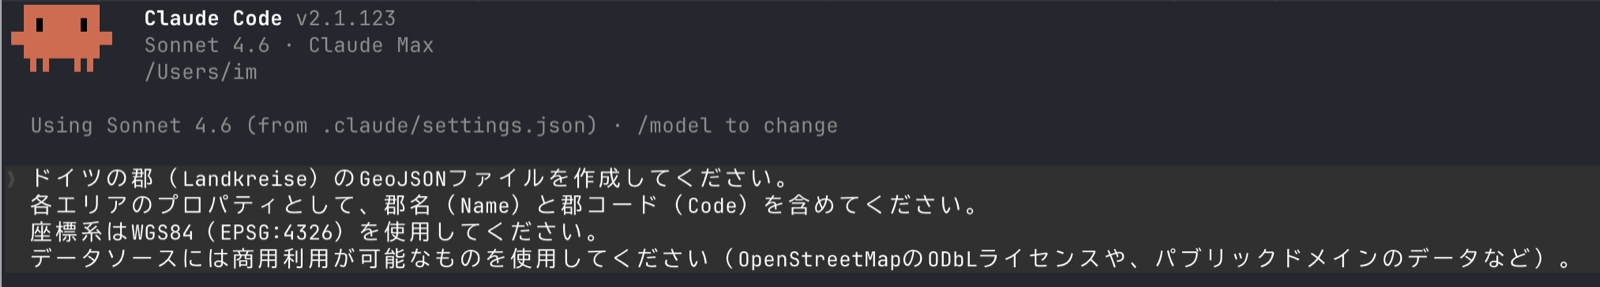 Claude Code v2.1.123
Sonnet 4.6 · Claude Max
/Users/im
Using Sonnet 4.6 (from .claude/settings.json) · /model to change
❯ ドイツの郡（Landkreise）のGeoJSONファイルを作成してください。
各エリアのプロパティとして、郡名（Name）と郡コード（Code）を含めてください。
座標系はWGS84（EPSG:4326）を使用してください。
データソースには商用利用が可能なものを使用してください（OpenStreetMapのODbLライセンスや、パブリックドメインのデータなど）。